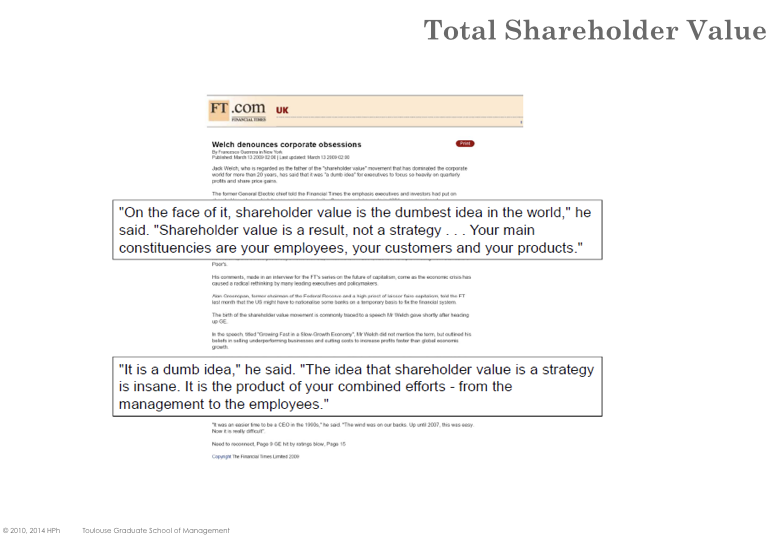 Total Shareholder Value
FT.com UK
FINANCIAL TIMES
Welch denounces corporate obsessions
Print
By Francesco Guerrera in New York
Published: March 13 2009 02:00 | Last updated: March 13 2009 02:00
Jack Welch, who is regarded as the father of the "shareholder value" movement that has dominated the corporate
world for more than 20 years, has said that it was "a dumb idea" for executives to focus so heavily on quarterly
profits and share price gains.
The former General Electric chief told the Financial Times the emphasis executives and investors had put on
"On the face of it, shareholder value is the dumbest idea in the world," he
said. "Shareholder value is a result, not a strategy . . . Your main
constituencies are your employees, your customers and your products."
Poor's.
His comments, made in an interview for the FT's series on the future of capitalism, come as the economic crisis has
caused a radical rethinking by many leading executives and policymakers.
Alan Greenspan, former chairman of the Federal Reserve and a high priest of laissez faire capitalism, told the FT
last month that the US might have to nationalise some banks on a temporary basis to fix the financial system.
The birth of the shareholder value movement is commonly traced to a speech Mr Welch gave shortly after heading
up GE.
In the speech, titled "Growing Fast in a Slow-Growth Economy", Mr Welch did not mention the term, but outlined his
beliefs in selling underperforming businesses and cutting costs to increase profits faster than global economic
growth.
"It is a dumb idea," he said. "The idea that shareholder value is a strategy
is insane. It is the product of your combined efforts - from the
management to the employees."
"It was an easier time to be a CEO in the 1990s," he said. "The wind was on our backs. Up until 2007, this was easy.
Now it is really difficult".
Need to reconnect, Page 9 GE hit by ratings blow, Page 15
Copyright The Financial Times Limited 2009
© 2010, 2014 HPh Toulouse Graduate School of Management